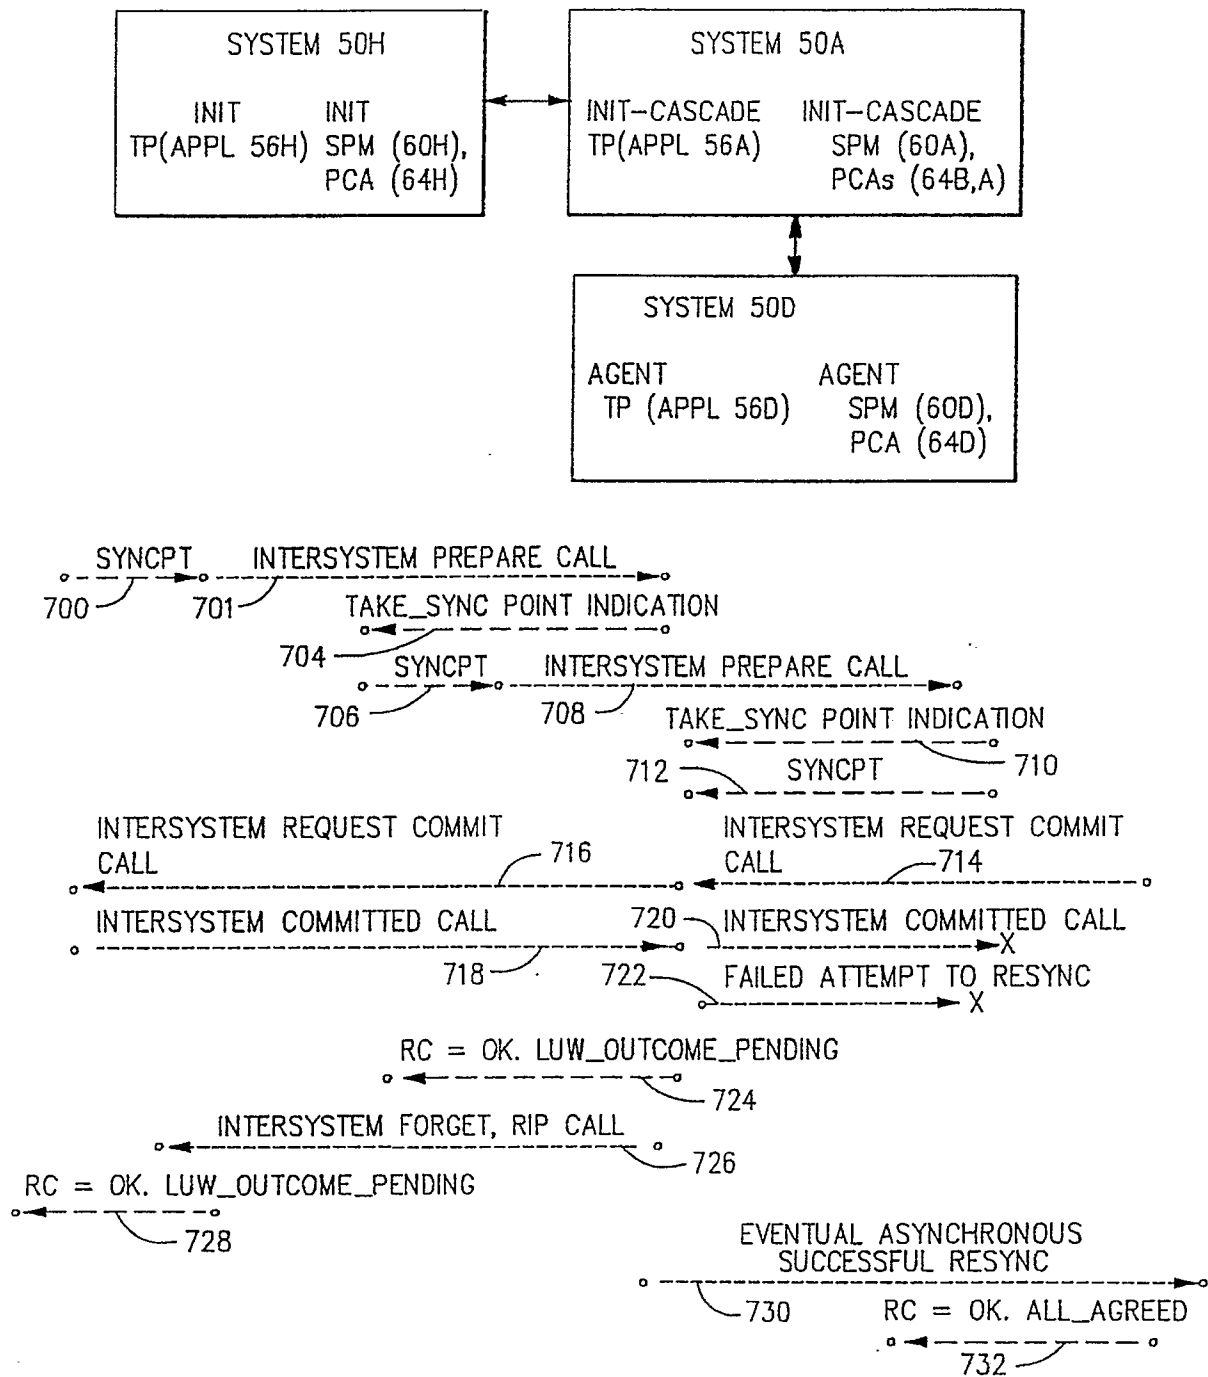 SYSTEM 50H
INIT INIT
TP(APPL 56H) SPM (60H),
PCA (64H)
SYSTEM 50A
INIT-CASCADE INIT-CASCADE
TP(APPL 56A) SPM (60A),
PCAs (64B,A)
SYSTEM 50D
AGENT AGENT
TP (APPL 56D) SPM (60D),
PCA (64D)
SYNCPT INTERSYSTEM PREPARE CALL
700 701
TAKE_SYNC POINT INDICATION
704
SYNCPT INTERSYSTEM PREPARE CALL
706 708
TAKE_SYNC POINT INDICATION
710
712 SYNCPT
INTERSYSTEM REQUEST COMMIT
CALL 716
INTERSYSTEM REQUEST COMMIT
CALL 714
INTERSYSTEM COMMITTED CALL
718
720 INTERSYSTEM COMMITTED CALL
X
722 FAILED ATTEMPT TO RESYNC
X
RC = OK. LUW_OUTCOME_PENDING
724
INTERSYSTEM FORGET, RIP CALL
726
RC = OK. LUW_OUTCOME_PENDING
728
EVENTUAL ASYNCHRONOUS
SUCCESSFUL RESYNC
730
RC = OK. ALL_AGREED
732